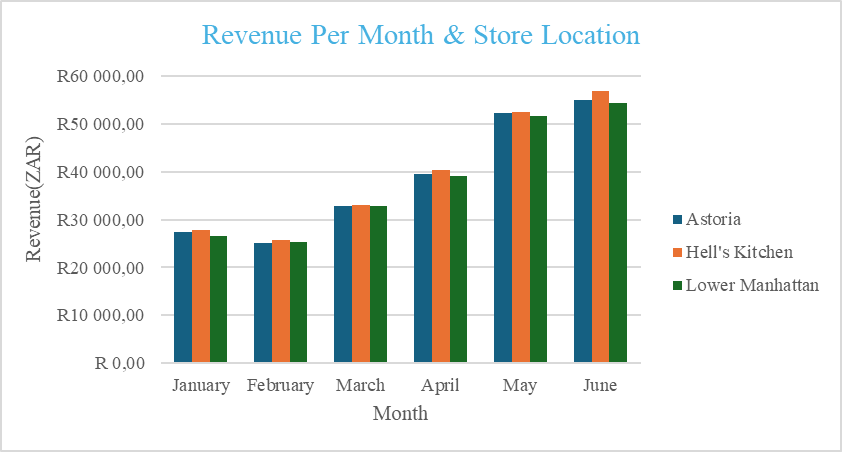 Revenue Per Month & Store Location
R60 000,00
R50 000,00
R40 000,00
R30 000,00
R20 000,00
R10 000,00
R 0,00
Revenue(ZAR)
January February March April May June
Month
Astoria
Hell's Kitchen
Lower Manhattan